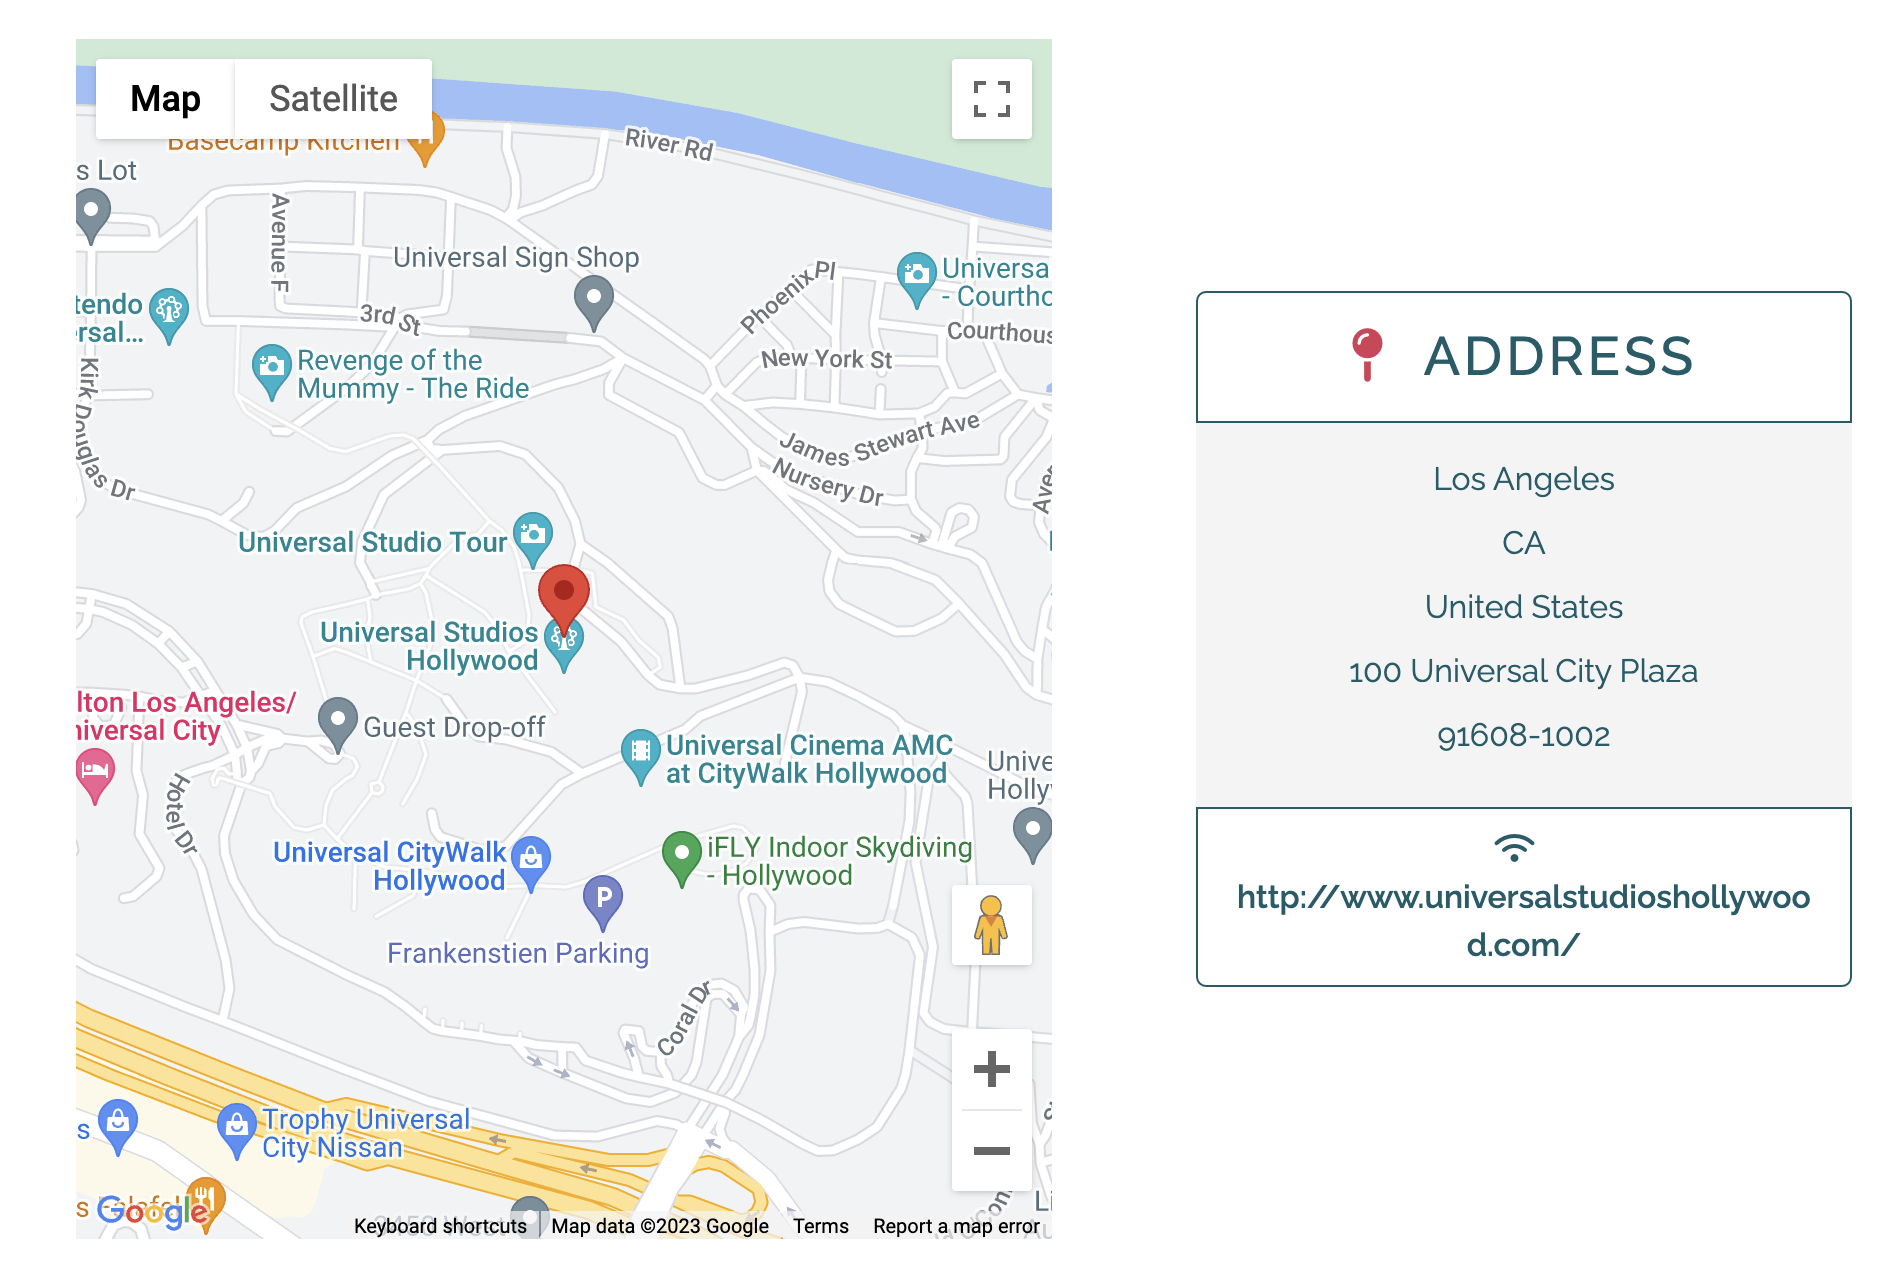 Map
Satellite
Basecamp Kitchen
River Rd
s Lot
Avenue F
Universal Sign Shop
Phoenix Pl
Universa
- Courtho
tendo
ersal...
3rd St
Courthous
New York St
Revenge of the
Mummy - The Ride
Kirk Douglas Dr
James Stewart Ave
Nursery Dr
Ave
Universal Studio Tour
Universal Studios
Hollywood
lton Los Angeles/
niversal City
Guest Drop-off
Universal Cinema AMC
at CityWalk Hollywood
Unive
Holly
Hotel Dr
Universal CityWalk
Hollywood
iFLY Indoor Skydiving
- Hollywood
P
Frankenstien Parking
Coral Dr
Trophy Universal
City Nissan
s
s Falafel
Google
Keyboard shortcuts
Map data ©2023 Google
Terms
Report a map error
ADDRESS
Los Angeles
CA
United States
100 Universal City Plaza
91608-1002
http://www.universalstudioshollywoo
d.com/